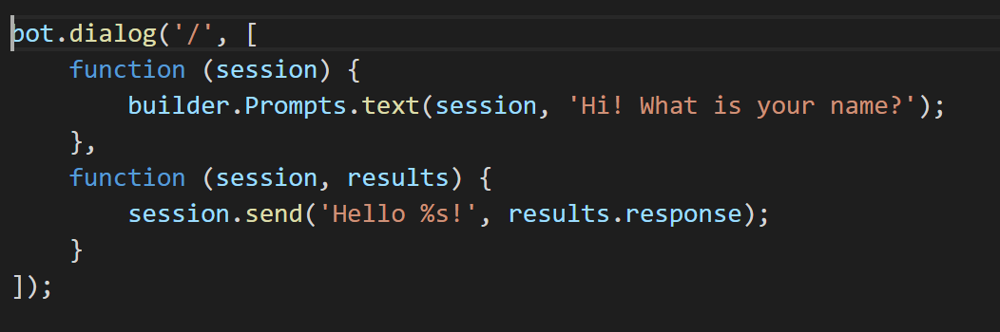 bot.dialog('/', [
    function (session) {
        builder.Prompts.text(session, 'Hi! What is your name?');
    },
    function (session, results) {
        session.send('Hello %s!', results.response);
    }
]);